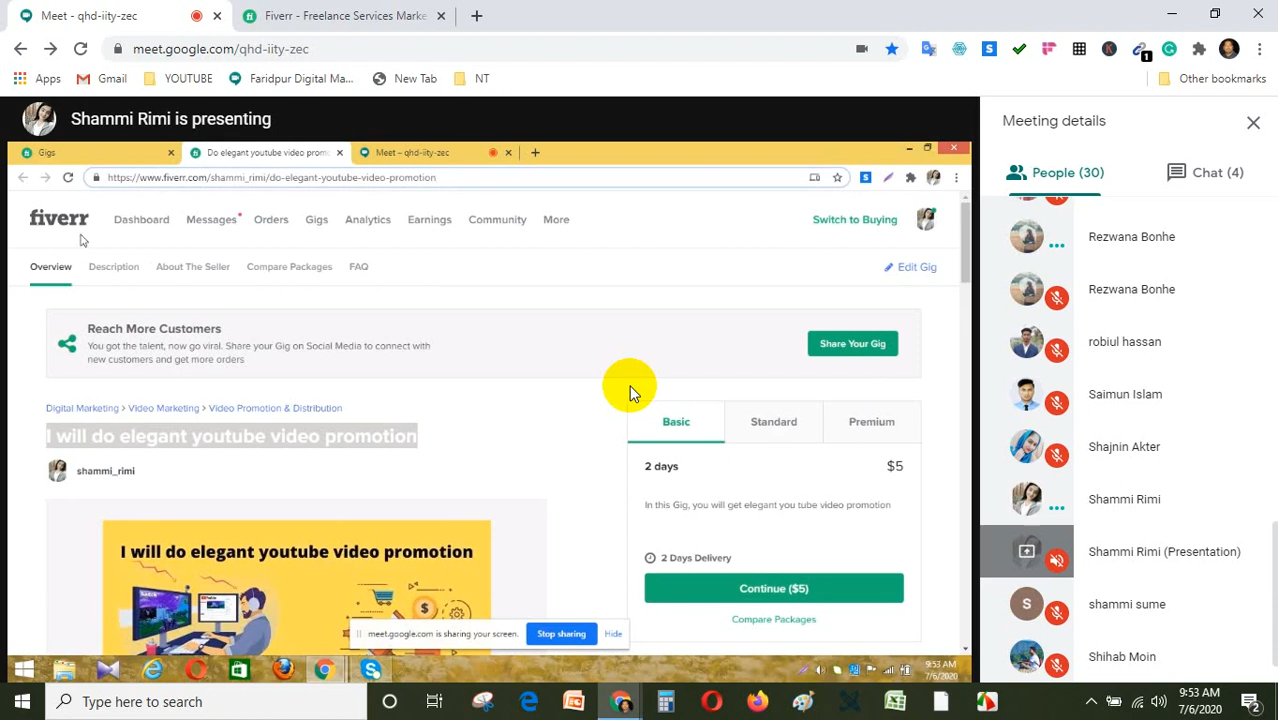 Meet - qhd-iity-zec
Fiverr - Freelance Services Marke
meet.google.com/qhd-iity-zec
1
Apps
Gmail
YOUTUBE
Faridpur Digital Ma...
New Tab
NT
Other bookmarks
Shammi Rimi is presenting
Meeting details
Gigs
Do elegant youtube video promo
Meet – qhd-iity-zec
https://www.fiverr.com/shammi_rimi/do-elegant-youtube-video-promotion
People (30)
Chat (4)
fiverr
Dashboard
Messages
Orders
Gigs
Analytics
Earnings
Community
More
Switch to Buying
Rezwana Bonhe
Overview
Description
About The Seller
Compare Packages
FAQ
Edit Gig
Rezwana Bonhe
Reach More Customers
You got the talent, now go viral. Share your Gig on Social Media to connect with
new customers and get more orders
Share Your Gig
robiul hassan
Saimun Islam
Digital Marketing > Video Marketing > Video Promotion & Distribution
Basic
Standard
Premium
I will do elegant youtube video promotion
Shajnin Akter
shammi_rimi
2 days
$5
In this Gig, you will get elegant you tube video promotion
Shammi Rimi
I will do elegant youtube video promotion
2 Days Delivery
Shammi Rimi (Presentation)
Continue ($5)
S
shammi sume
Compare Packages
meet.google.com is sharing your screen.
Stop sharing
Hide
Shihab Moin
9:53 AM
7/6/2020
Type here to search
9:53 AM
7/6/2020
2